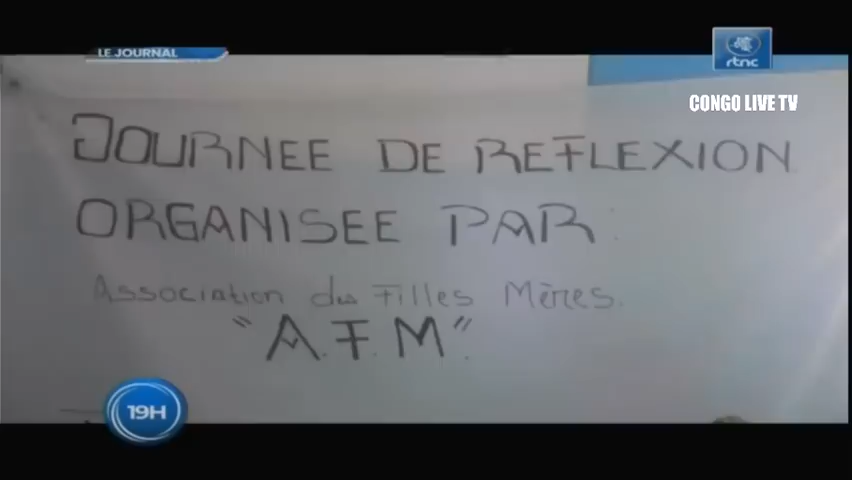 LE JOURNAL
rtnc
CONGO LIVE TV
JOURNEE DE REFLEXION
ORGANISEE PAR :
Association des Filles Mères.
"A.F.M".
19H